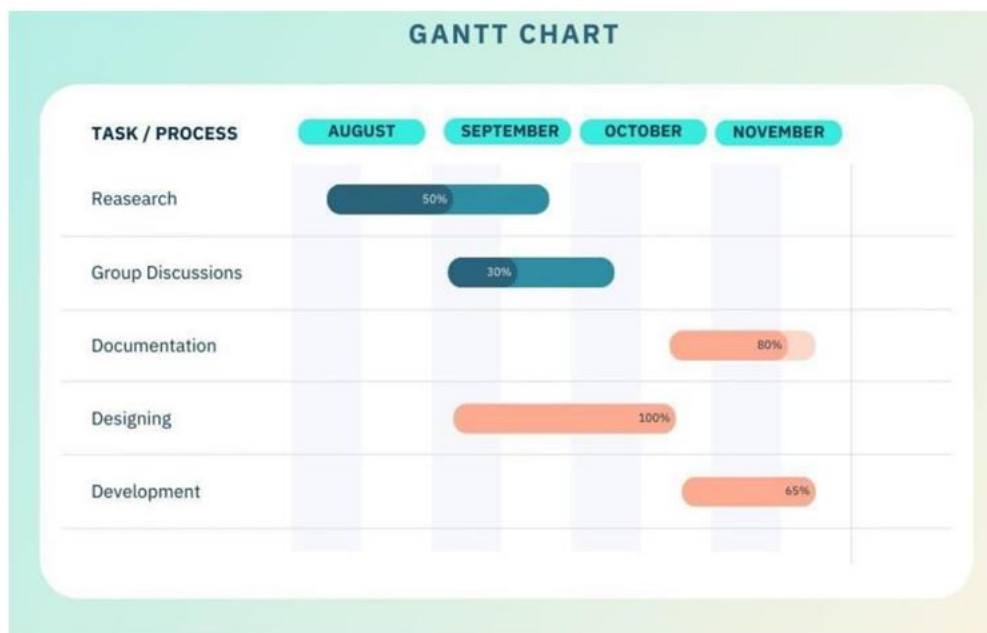 GANTT CHART
TASK / PROCESS AUGUST SEPTEMBER OCTOBER NOVEMBER
Reasearch 50%
Group Discussions 30%
Documentation 80%
Designing 100%
Development 65%